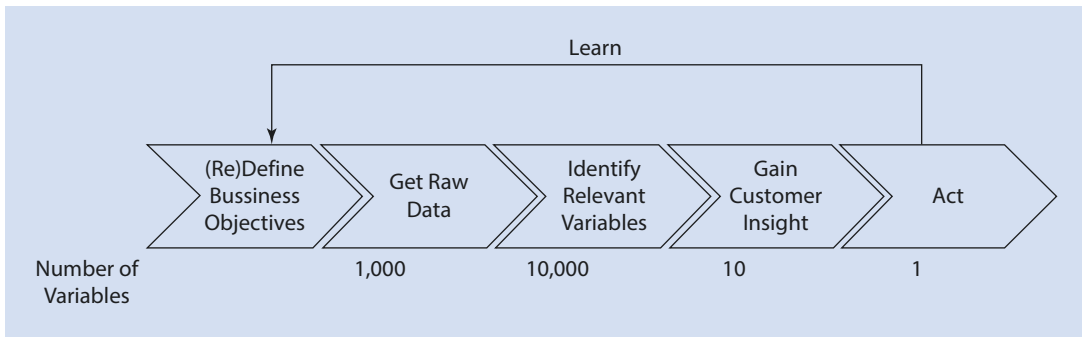 Learn
(Re)Define
Bussiness
Objectives
Get Raw
Data
Identify
Relevant
Variables
Gain
Customer
Insight
Act
Number of
Variables
1,000
10,000
10
1